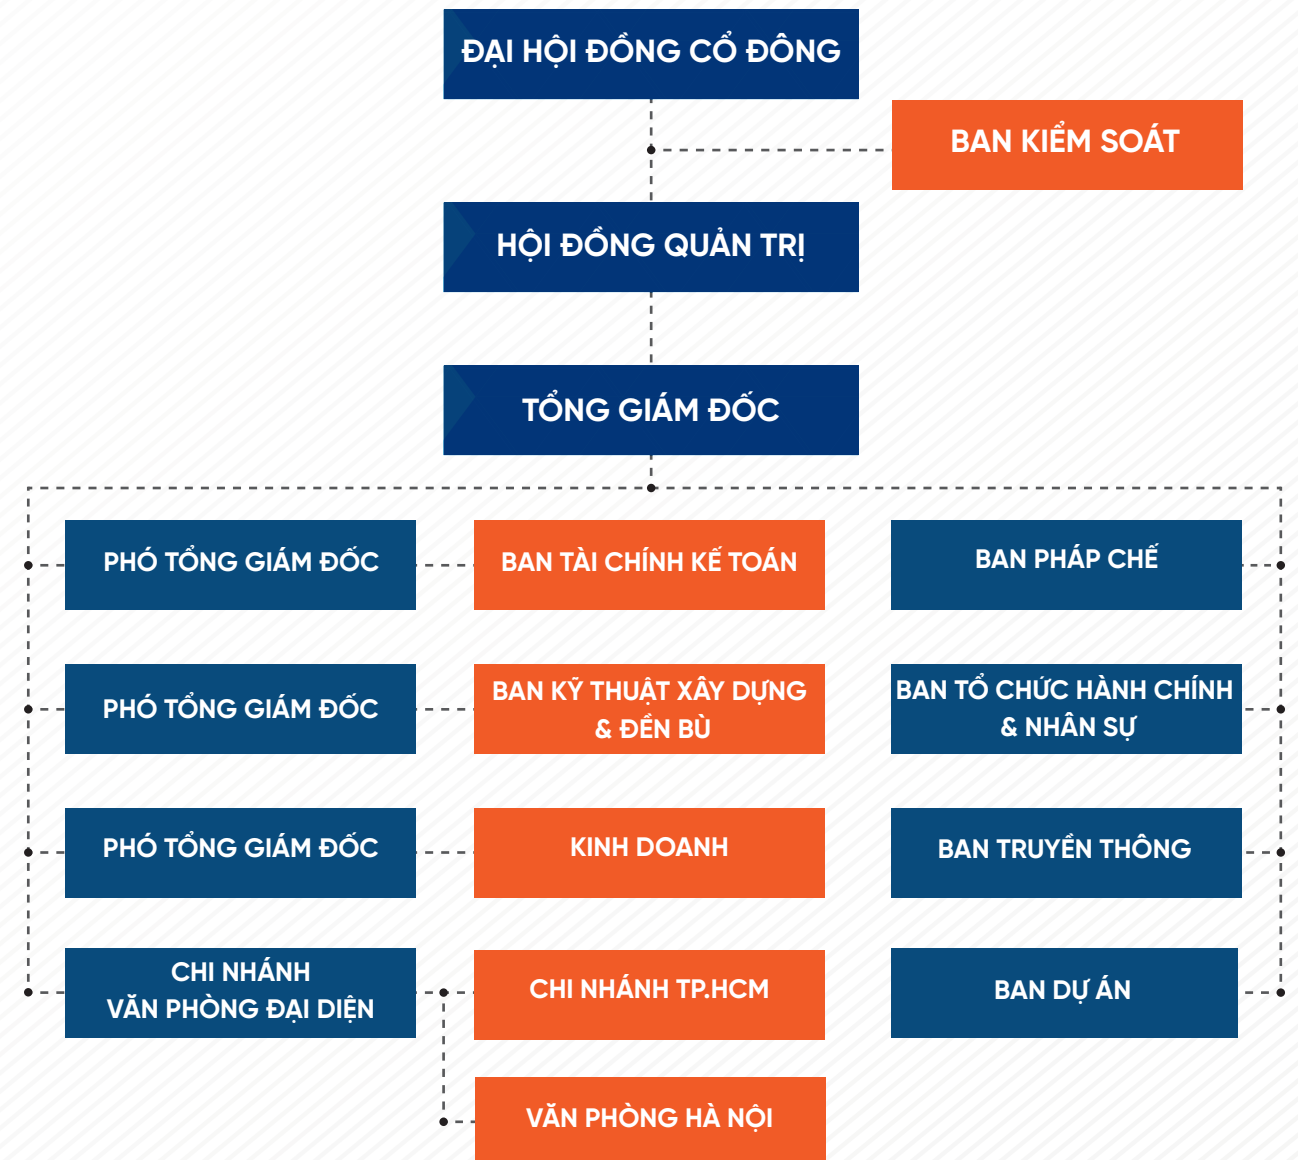 ĐẠI HỘI ĐỒNG CỔ ĐÔNG
BAN KIỂM SOÁT
HỘI ĐỒNG QUẢN TRỊ
TỔNG GIÁM ĐỐC
PHÓ TỔNG GIÁM ĐỐC
BAN TÀI CHÍNH KẾ TOÁN
BAN PHÁP CHẾ
PHÓ TỔNG GIÁM ĐỐC
BAN KỸ THUẬT XÂY DỰNG
& ĐỀN BÙ
BAN TỔ CHỨC HÀNH CHÍNH
& NHÂN SỰ
PHÓ TỔNG GIÁM ĐỐC
KINH DOANH
BAN TRUYỀN THÔNG
CHI NHÁNH
VĂN PHÒNG ĐẠI DIỆN
CHI NHÁNH TP.HCM
BAN DỰ ÁN
VĂN PHÒNG HÀ NỘI